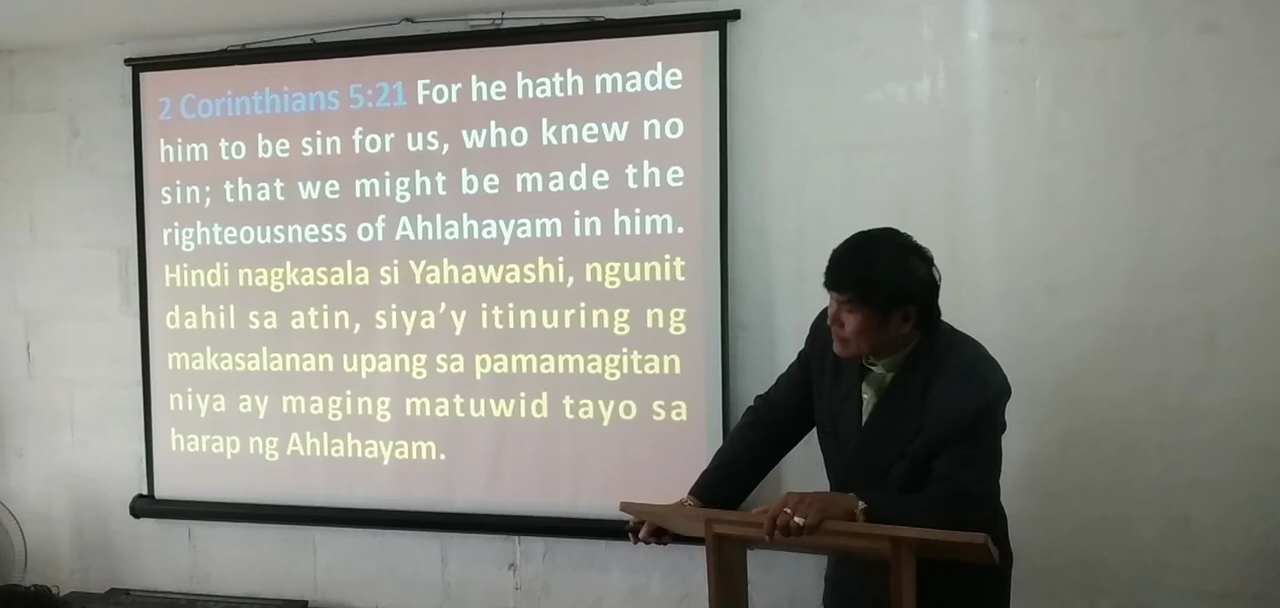 2 Corinthians 5:21 For he hath made
him to be sin for us, who knew no
sin; that we might be made the
righteousness of Ahlahayam in him.
Hindi nagkasala si Yahawashi, ngunit
dahil sa atin, siya’y itinuring ng
makasalanan upang sa pamamagitan
niya ay maging matuwid tayo sa
harap ng Ahlahayam.